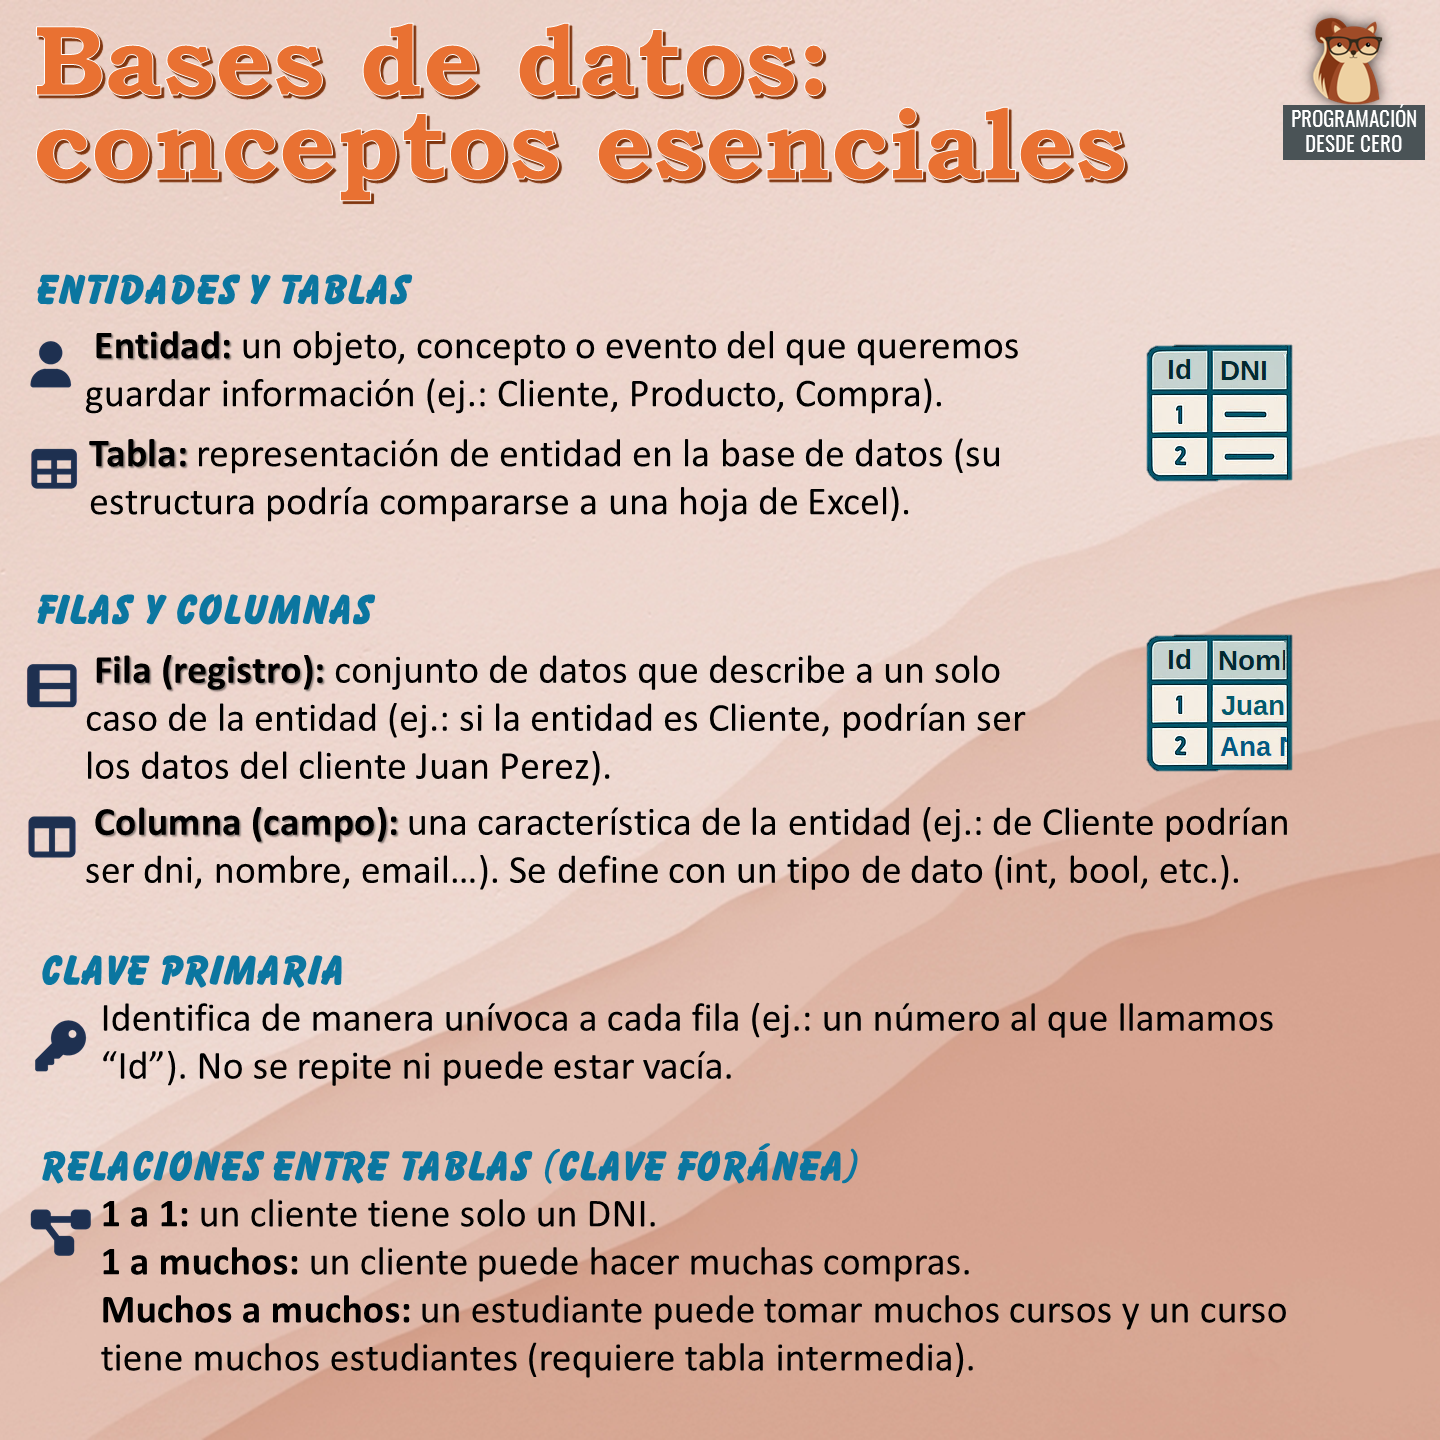 Bases de datos:
conceptos esenciales
PROGRAMACIÓN
DESDE CERO
ENTIDADES Y TABLAS
Entidad: un objeto, concepto o evento del que queremos
guardar información (ej.: Cliente, Producto, Compra).
Tabla: representación de entidad en la base de datos (su
estructura podría compararse a una hoja de Excel).
Id DNI
1
2
FILAS Y COLUMNAS
Fila (registro): conjunto de datos que describe a un solo
caso de la entidad (ej.: si la entidad es Cliente, podrían ser
los datos del cliente Juan Perez).
Id
1 Juan
2 Ana
Columna (campo): una característica de la entidad (ej.: de Cliente podrían
ser dni, nombre, email...). Se define con un tipo de dato (int, bool, etc.).
CLAVE PRIMARIA
Identifica de manera unívoca a cada fila (ej.: un número al que llamamos
“Id”). No se repite ni puede estar vacía.
RELACIONES ENTRE TABLAS (CLAVE FORÁNEA)
1 a 1: un cliente tiene solo un DNI.
1 a muchos: un cliente puede hacer muchas compras.
Muchos a muchos: un estudiante puede tomar muchos cursos y un curso
tiene muchos estudiantes (requiere tabla intermedia).